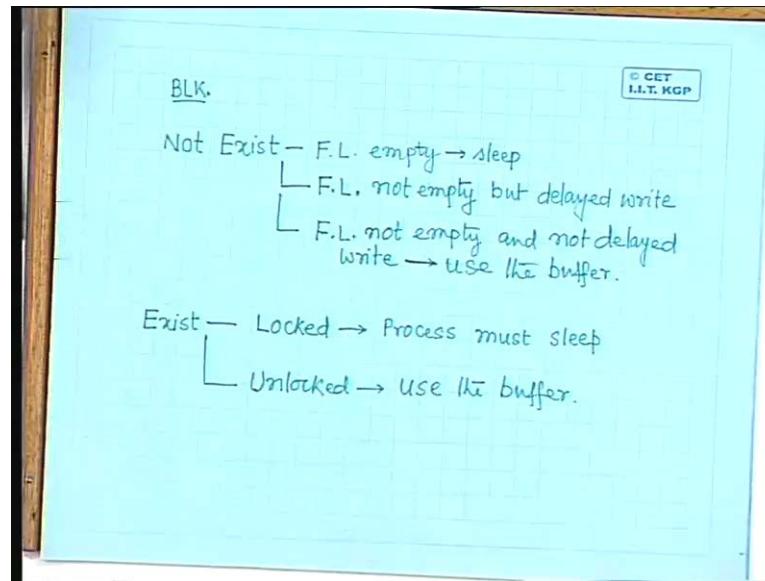 © CET
I.I.T. KGP
BLK.
Not Exist — F.L. empty → sleep
F.L. not empty but delayed write
F.L. not empty and not delayed
write → use the buffer.
Exist — Locked → Process must sleep
Unlocked → use the buffer.